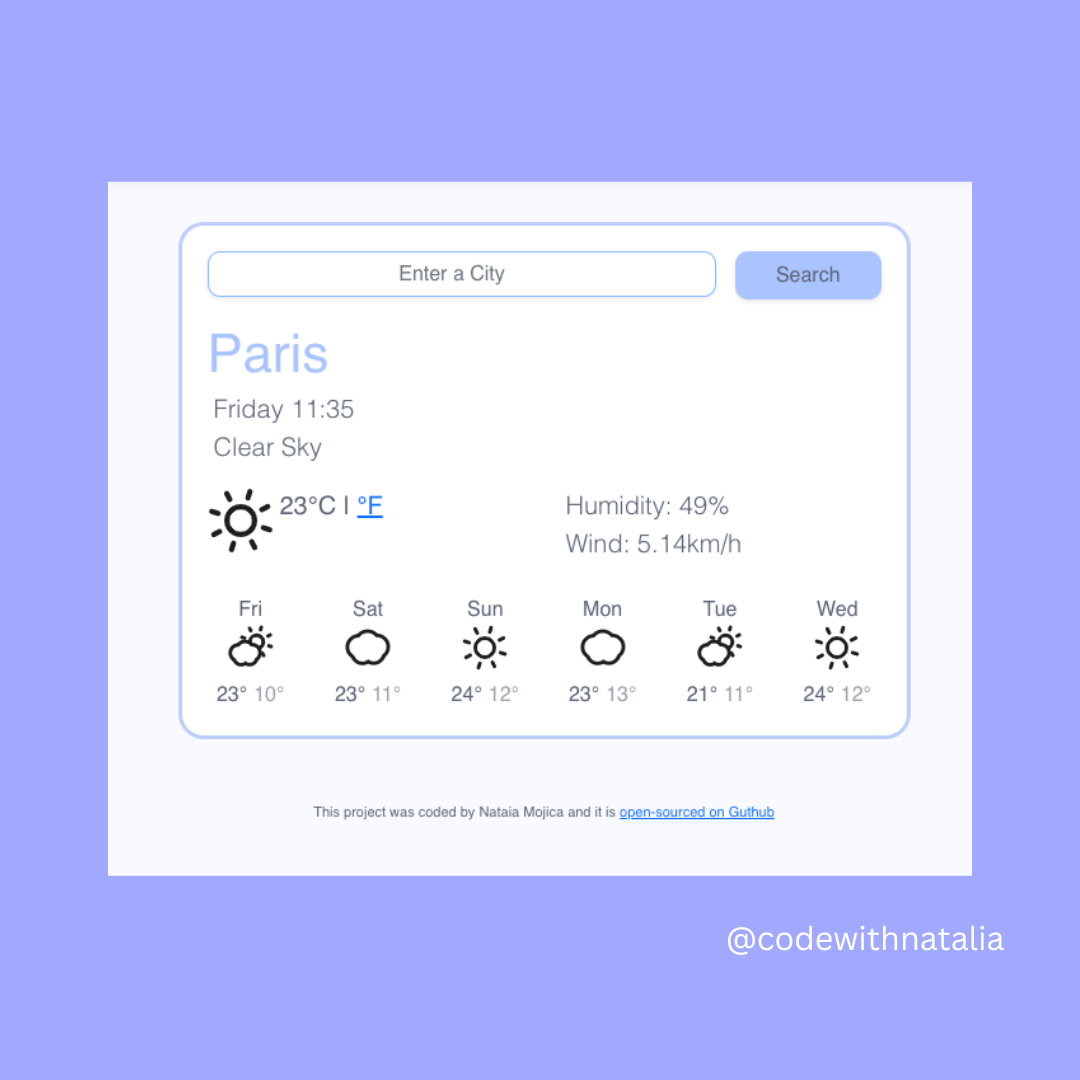 Enter a City Search
Paris
Friday 11:35
Clear Sky
23°C | °F Humidity: 49%
Wind: 5.14km/h
Fri Sat Sun Mon Tue Wed
23° 10° 23° 11° 24° 12° 23° 13° 21° 11° 24° 12°
This project was coded by Nataia Mojica and it is open-sourced on Guthub
@codewithnatalia